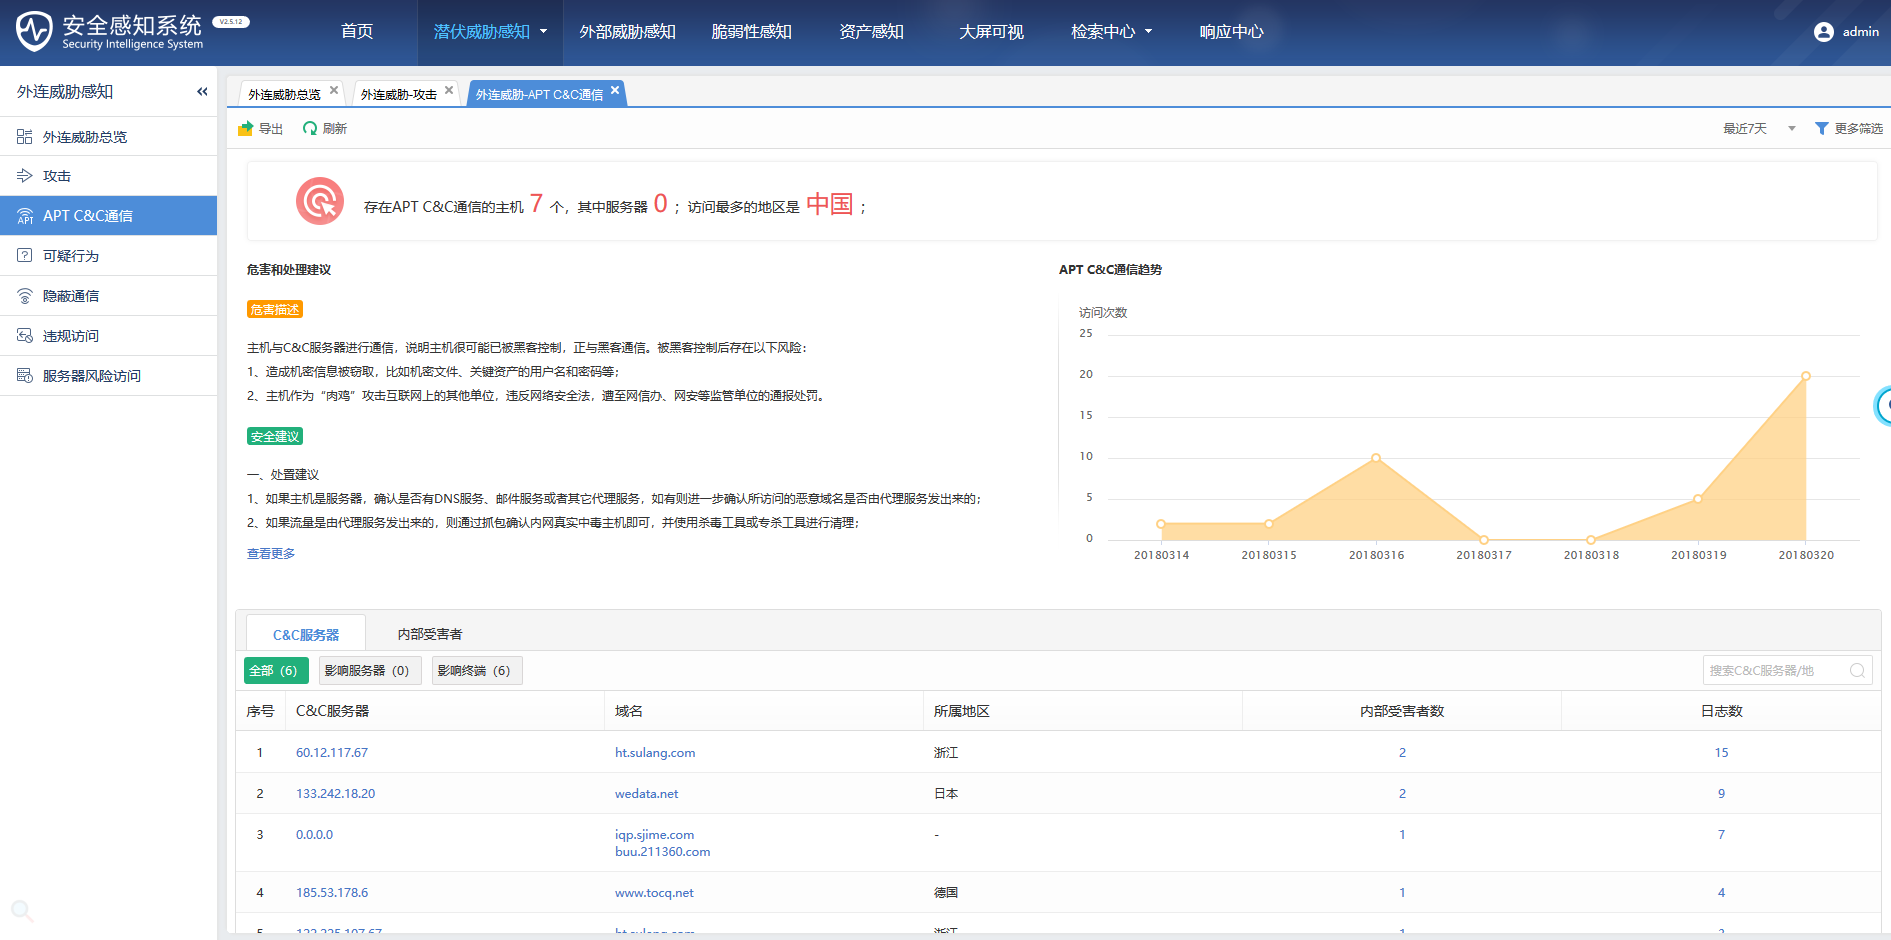 安全感知系统 V2.5.12
Security Intelligence System
首页 潜伏威胁感知 外部威胁感知 脆弱性感知 资产感知 大屏可视 检索中心 响应中心 admin
外连威胁感知 «
外连威胁总览
攻击
APT C&C通信
可疑行为
隐蔽通信
违规访问
服务器风险访问
外连威胁总览 × 外连威胁-攻击 × 外连威胁-APT C&C通信 ×
导出 刷新 最近7天 更多筛选
存在APT C&C通信的主机 7 个，其中服务器 0 ；访问最多的地区是 中国 ；
危害和处理建议
危害描述
主机与C&C服务器进行通信，说明主机很可能已被黑客控制，正与黑客通信。被黑客控制后存在以下风险：
1、造成机密信息被窃取，比如机密文件、关键资产的用户名和密码等；
2、主机作为“肉鸡”攻击互联网上的其他单位，违反网络安全法，遭至网信办、网安等监管单位的通报处罚。
安全建议
一、处置建议
1、如果主机是服务器，确认是否有DNS服务、邮件服务或者其它代理服务，如有则进一步确认所访问的恶意域名是否由代理服务发出来的；
2、如果流量是由代理服务发出来的，则通过抓包确认内网真实中毒主机即可，并使用杀毒工具或专杀工具进行清理；
查看更多
APT C&C通信趋势
访问次数
25
20
15
10
5
0
20180314 20180315 20180316 20180317 20180318 20180319 20180320
C&C服务器 内部受害者
全部（6） 影响服务器（0） 影响终端（6） 搜索C&C服务器/地
序号 C&C服务器 域名 所属地区 内部受害者数 日志数
1 60.12.117.67 ht.sulang.com 浙江 2 15
2 133.242.18.20 wedata.net 日本 2 9
3 0.0.0.0 iqp.sjime.com - 1 7
buu.211360.com
4 185.53.178.6 www.tocq.net 德国 1 4